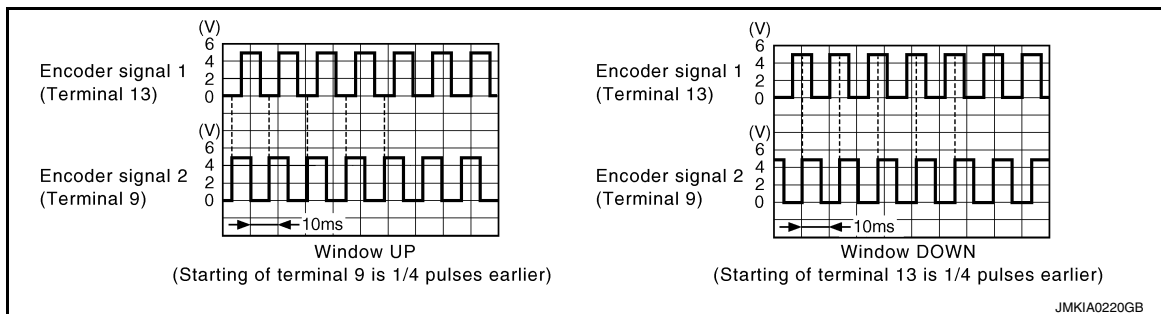 (V)
6
4
2
0
Encoder signal 1
(Terminal 13)
(V)
6
4
2
0
Encoder signal 2
(Terminal 9)
10ms
Window UP
(Starting of terminal 9 is 1/4 pulses earlier)
(V)
6
4
2
0
Encoder signal 1
(Terminal 13)
(V)
6
4
2
0
Encoder signal 2
(Terminal 9)
10ms
Window DOWN
(Starting of terminal 13 is 1/4 pulses earlier)
JMKIA0220GB